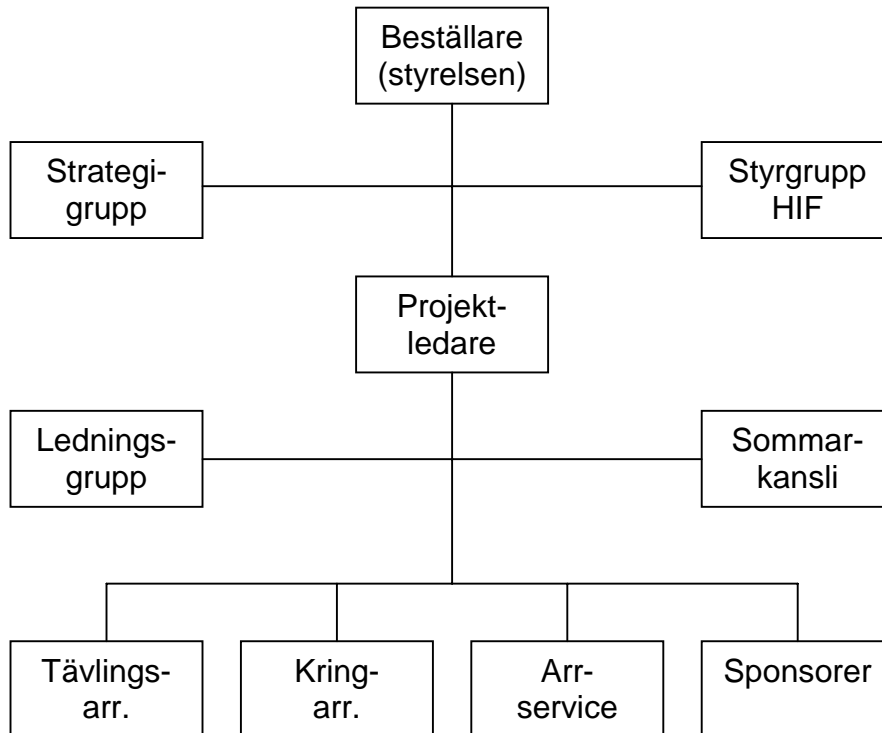 Beställare
(styrelsen)
Strategi-
grupp
Styrgrupp
HIF
Projekt-
ledare
Lednings-
grupp
Sommar-
kansli
Tävlings-
arr.
Kring-
arr.
Arr-
service
Sponsorer